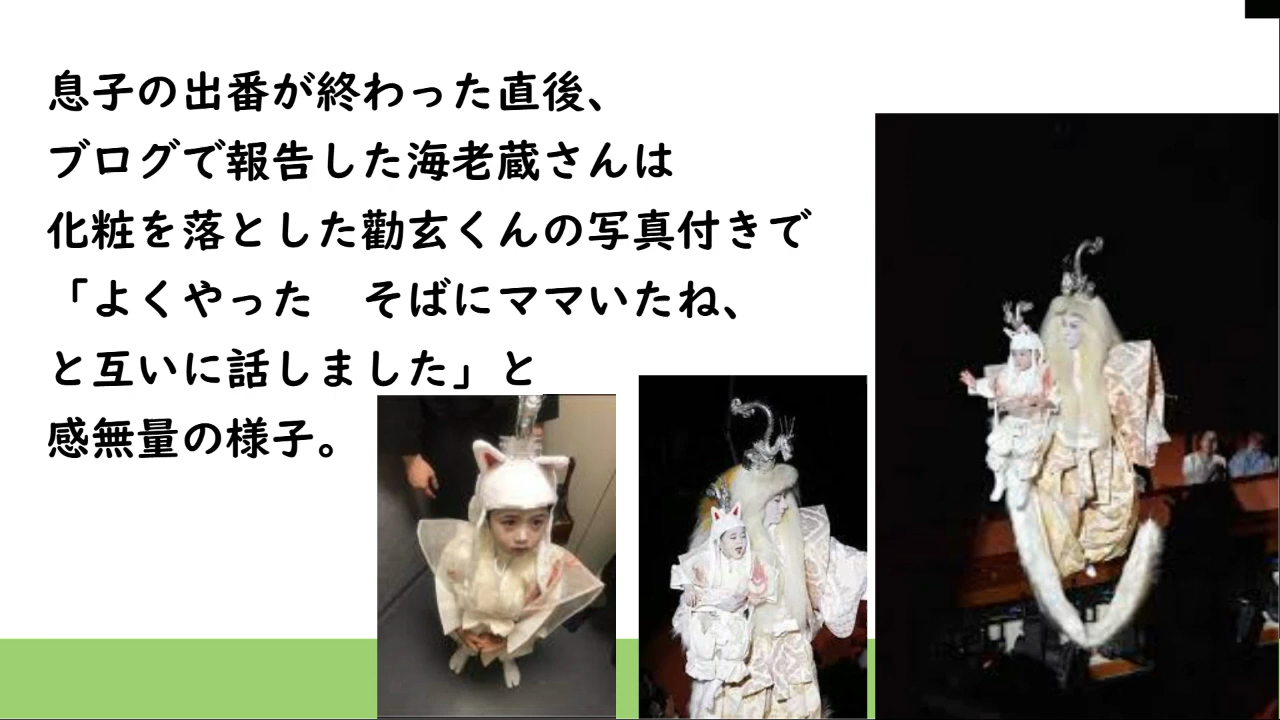 息子の出番が終わった直後、
ブログで報告した海老蔵さんは
化粧を落とした勸玄くんの写真付きで
「よくやった　そばにママいたね、
と互いに話しました」と
感無量の様子。